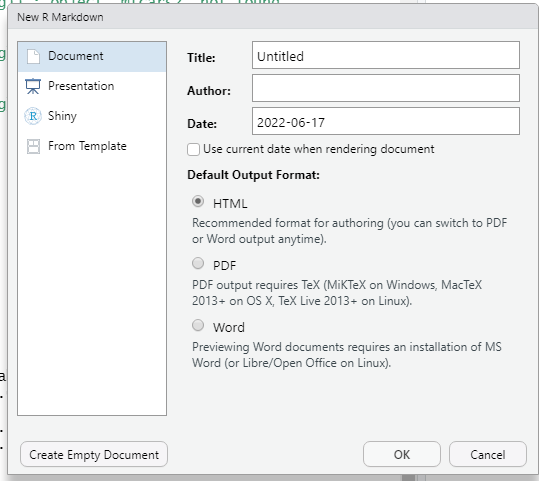 New R Markdown
Document
Presentation
Shiny
From Template
Title: Untitled
Author:
Date: 2022-06-17
Use current date when rendering document
Default Output Format:
HTML
Recommended format for authoring (you can switch to PDF
or Word output anytime).
PDF
PDF output requires TeX (MiKTeX on Windows, MacTeX
2013+ on OS X, TeX Live 2013+ on Linux).
Word
Previewing Word documents requires an installation of MS
Word (or Libre/Open Office on Linux).
Create Empty Document
OK
Cancel